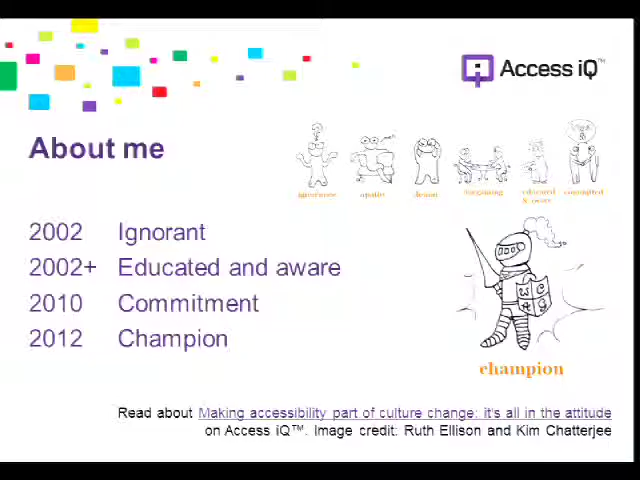 Access iQ™
About me
ignorance apathy denial bargaining educated committed
& aware
2002 Ignorant
2002+ Educated and aware
2010 Commitment
2012 Champion
WCAG
champion
Read about Making accessibility part of culture change: it's all in the attitude
on Access iQ™. Image credit: Ruth Ellison and Kim Chatterjee